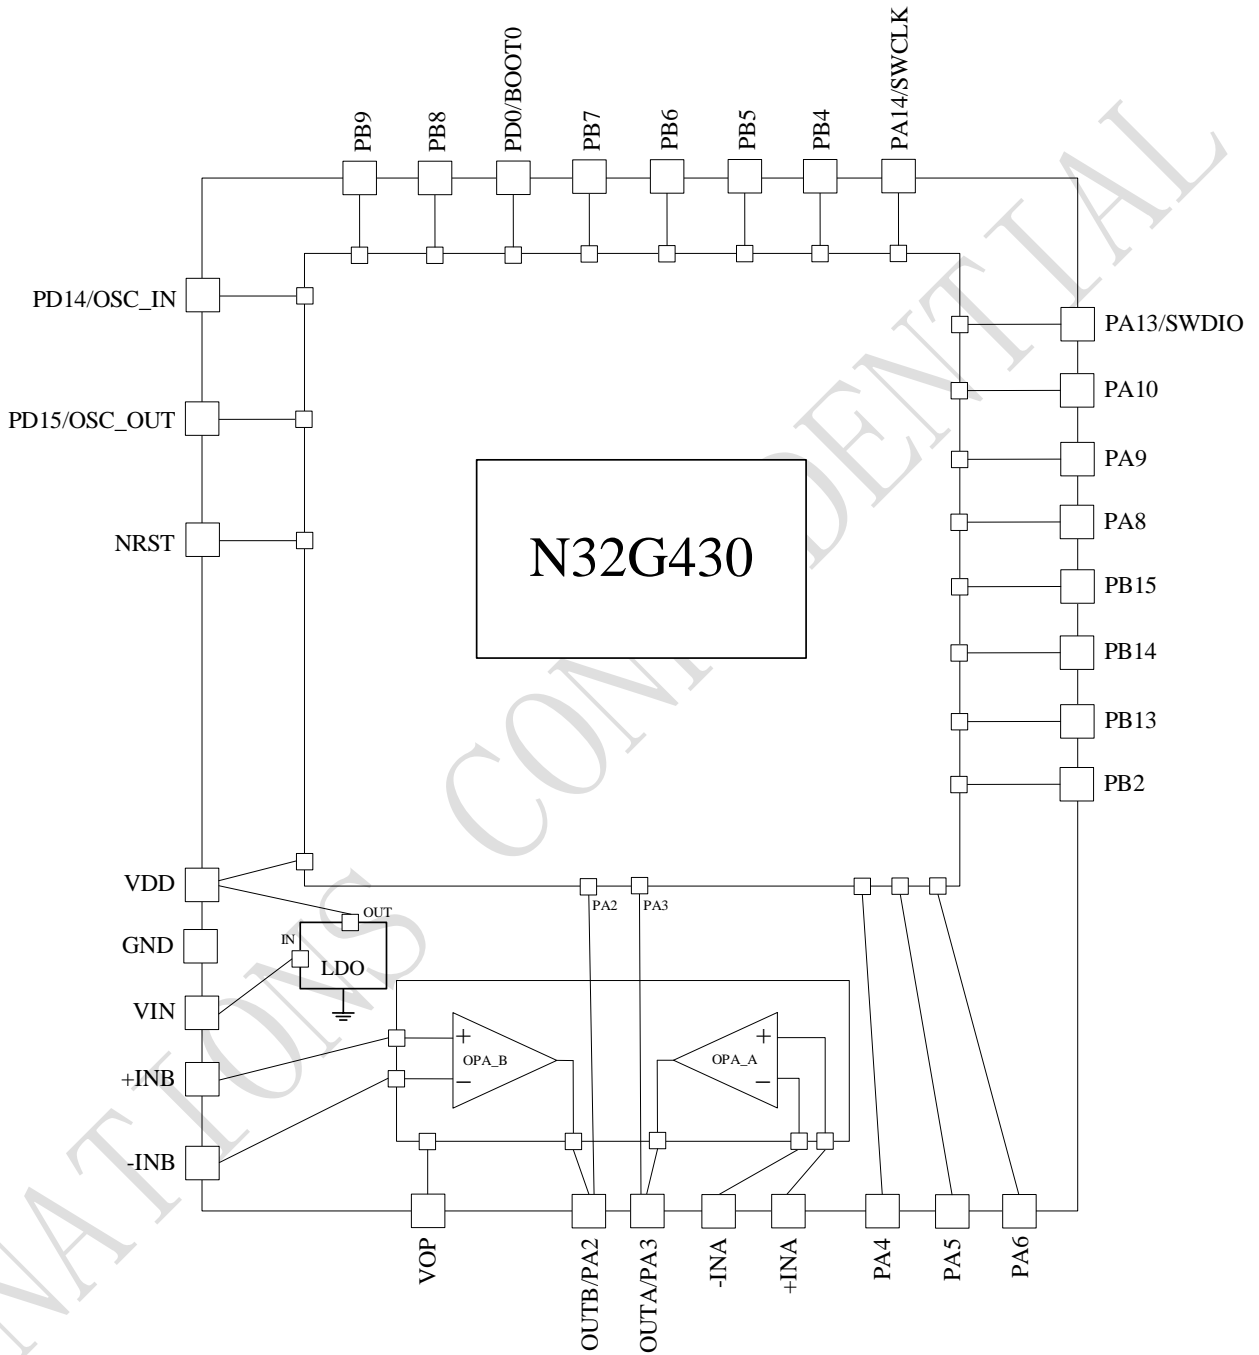 PB9
PB8
PD0/BOOT0
PB7
PB6
PB5
PB4
PA14/SWCLK
PD14/OSC_IN
PD15/OSC_OUT
NRST
VDD
GND
VIN
+INB
-INB
PA13/SWDIO
PA10
PA9
PA8
PB15
PB14
PB13
PB2
N32G430
PA2
PA3
OUT
IN
LDO
+
OPA_B
−
+
OPA_A
−
VOP
OUTB/PA2
OUTA/PA3
-INA
+INA
PA4
PA5
PA6
NATIONS CONFIDENTIAL